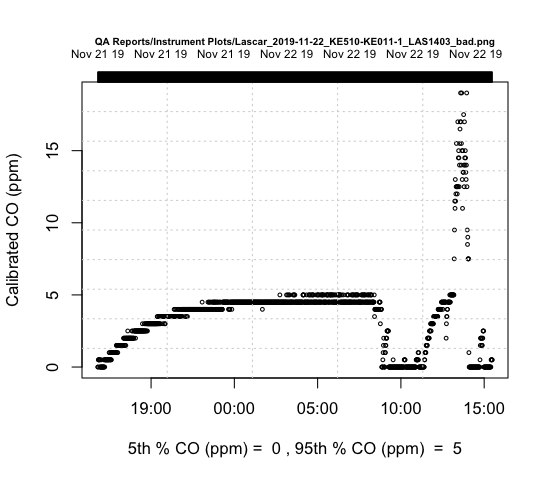 QA Reports/Instrument Plots/Lascar_2019-11-22_KE510-KE011-1_LAS1403_bad.png
Nov 21 19 Nov 21 19 Nov 21 19 Nov 22 19 Nov 22 19 Nov 22 19 Nov 22 19
Calibrated CO (ppm)
15
10
5
0
19:00 00:00 05:00 10:00 15:00
5th % CO (ppm) = 0 , 95th % CO (ppm) = 5